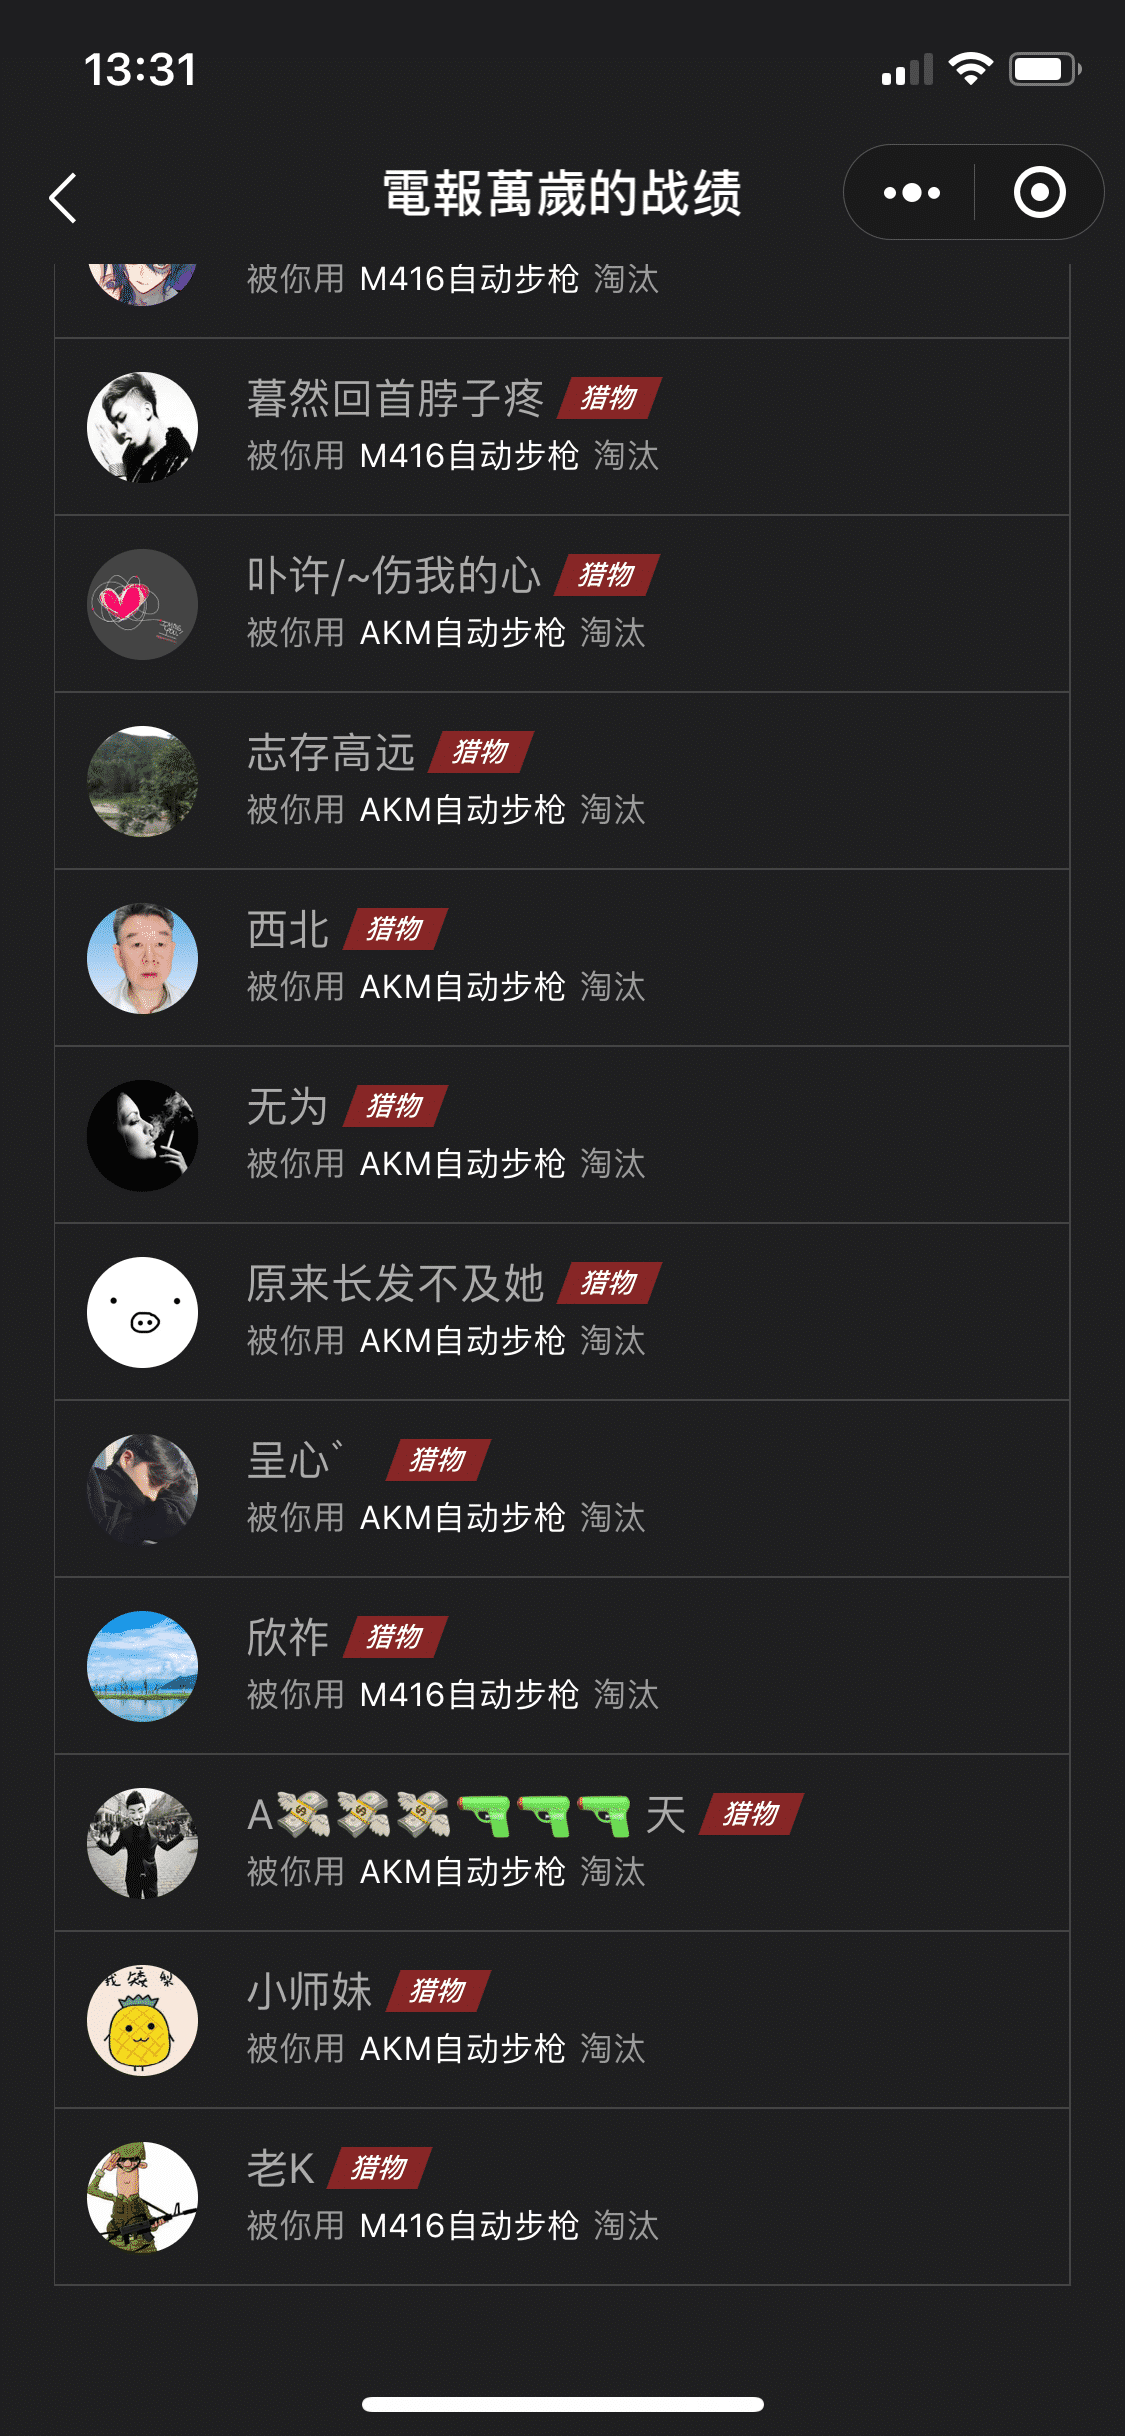 13:31
電報萬歲的战绩
被你用 M416自动步枪 淘汰
暮然回首脖子疼 猎物
被你用 M416自动步枪 淘汰
卟许/~伤我的心 猎物
被你用 AKM自动步枪 淘汰
志存高远 猎物
被你用 AKM自动步枪 淘汰
西北 猎物
被你用 AKM自动步枪 淘汰
无为 猎物
被你用 AKM自动步枪 淘汰
原来长发不及她 猎物
被你用 AKM自动步枪 淘汰
呈心゛ 猎物
被你用 AKM自动步枪 淘汰
欣祚 猎物
被你用 M416自动步枪 淘汰
A💸💸💸🔫🔫🔫 天 猎物
被你用 AKM自动步枪 淘汰
小师妹 猎物
被你用 AKM自动步枪 淘汰
老K 猎物
被你用 M416自动步枪 淘汰